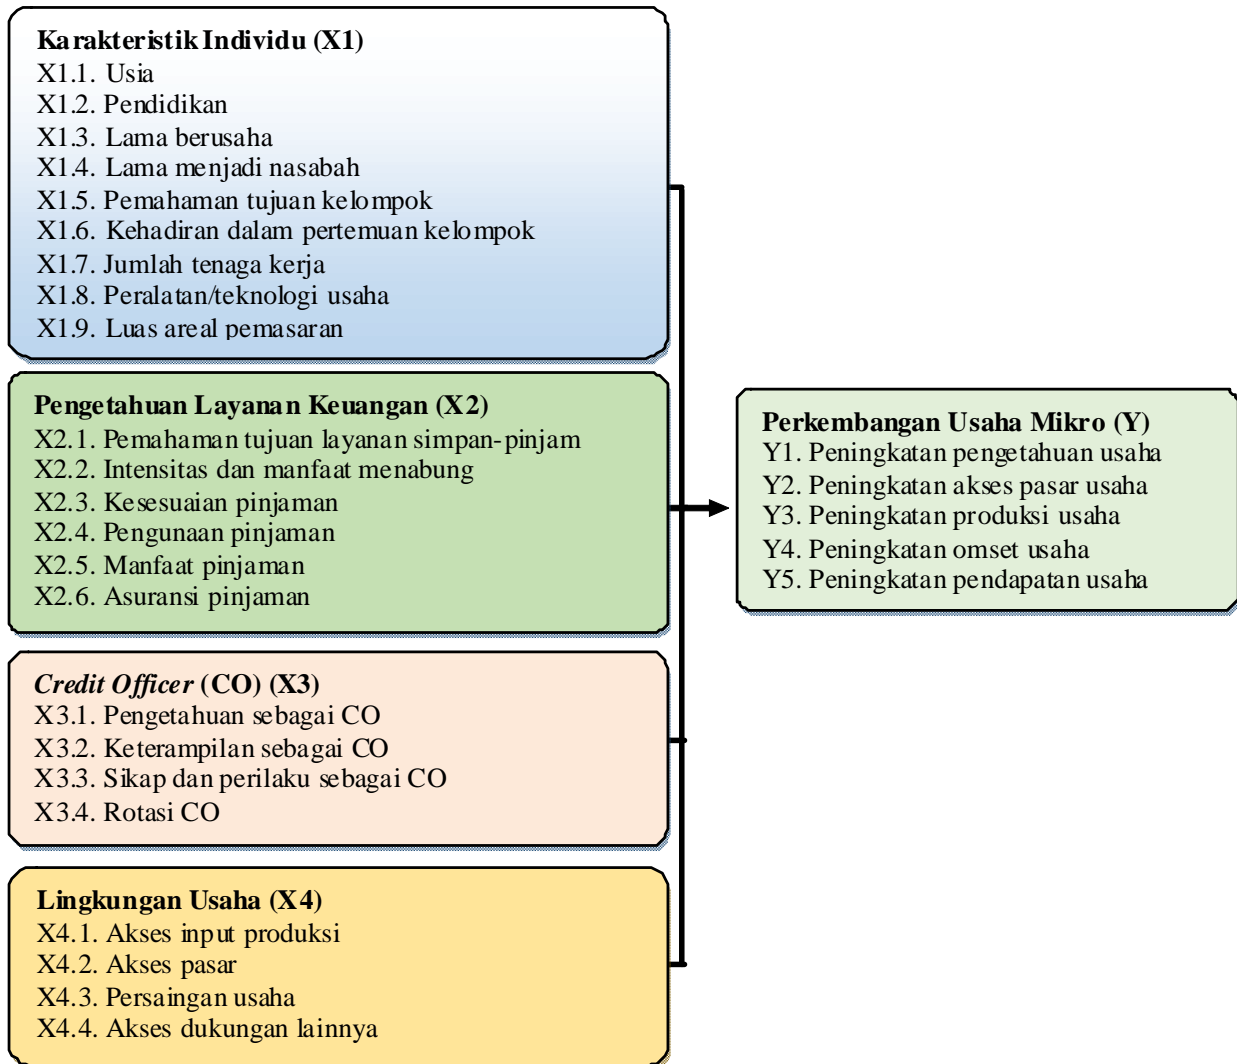 Karakteristik Individu (X1)
X1.1. Usia
X1.2. Pendidikan
X1.3. Lama berusaha
X1.4. Lama menjadi nasabah
X1.5. Pemahaman tujuan kelompok
X1.6. Kehadiran dalam pertemuan kelompok
X1.7. Jumlah tenaga kerja
X1.8. Peralatan/teknologi usaha
X1.9. Luas areal pemasaran
Pengetahuan Layanan Keuangan (X2)
X2.1. Pemahaman tujuan layanan simpan-pinjam
X2.2. Intensitas dan manfaat menabung
X2.3. Kesesuaian pinjaman
X2.4. Pengunaan pinjaman
X2.5. Manfaat pinjaman
X2.6. Asuransi pinjaman
Credit Officer (CO) (X3)
X3.1. Pengetahuan sebagai CO
X3.2. Keterampilan sebagai CO
X3.3. Sikap dan perilaku sebagai CO
X3.4. Rotasi CO
Lingkungan Usaha (X4)
X4.1. Akses input produksi
X4.2. Akses pasar
X4.3. Persaingan usaha
X4.4. Akses dukungan lainnya
Perkembangan Usaha Mikro (Y)
Y1. Peningkatan pengetahuan usaha
Y2. Peningkatan akses pasar usaha
Y3. Peningkatan produksi usaha
Y4. Peningkatan omset usaha
Y5. Peningkatan pendapatan usaha